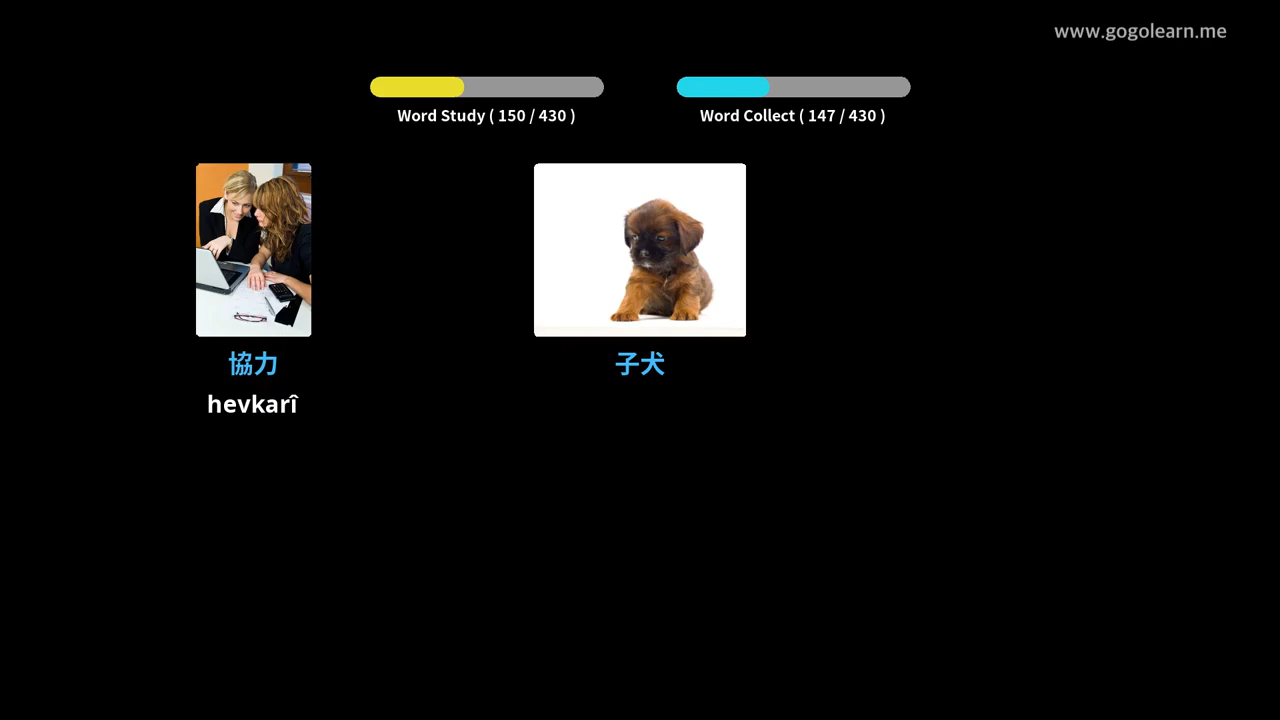 www.gogolearn.me
Word Study ( 150 / 430 )
Word Collect ( 147 / 430 )
協力
子犬
hevkarî